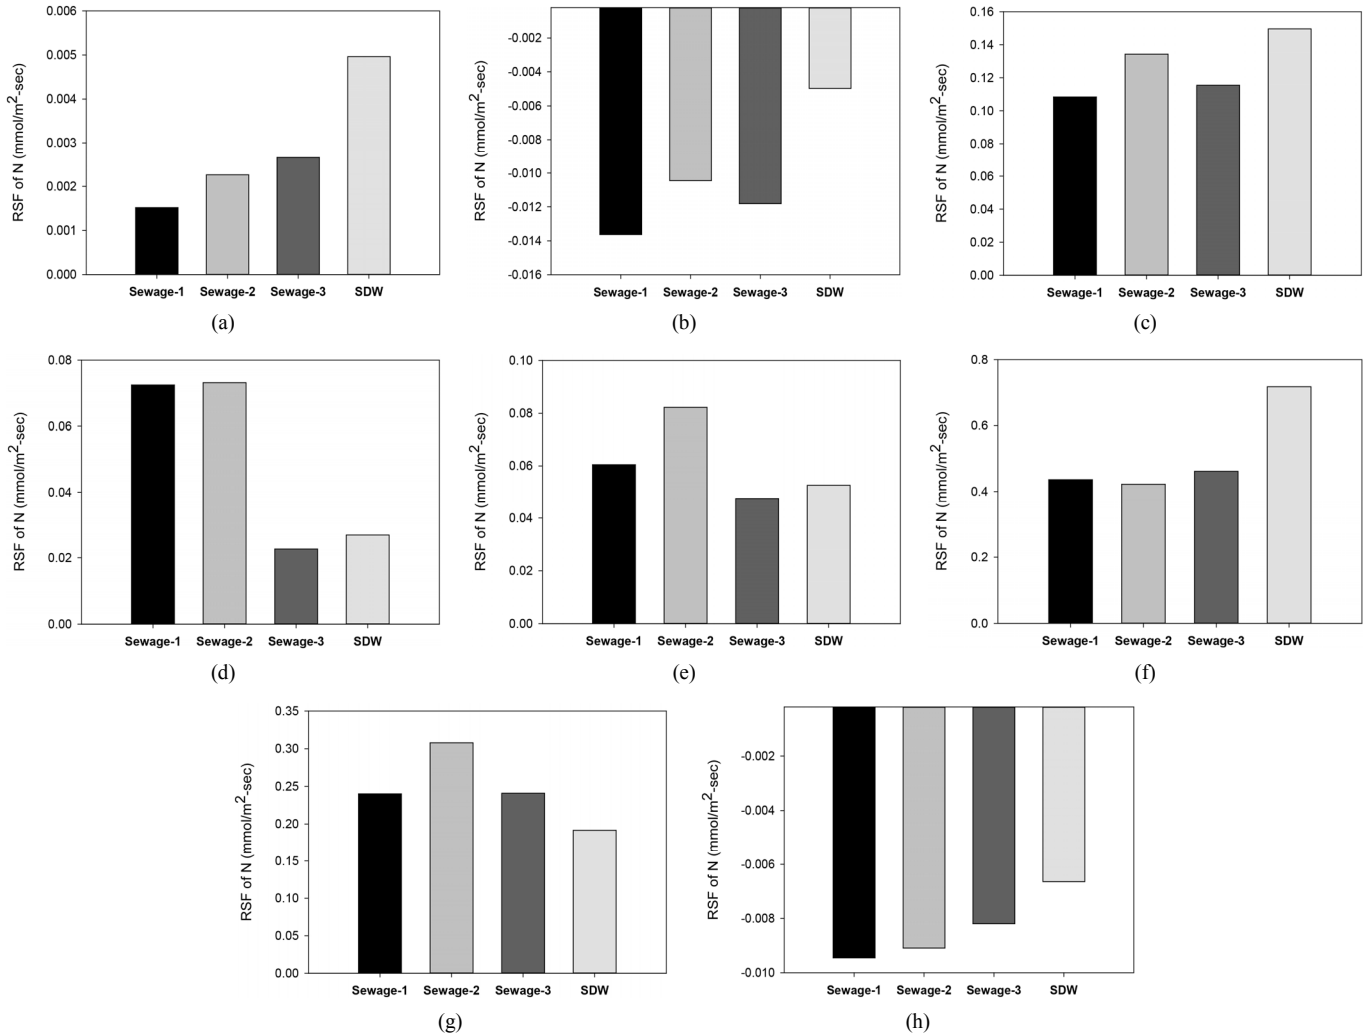 RSF of N (mmol/m²-sec)
0.006
0.005
0.004
0.003
0.002
0.001
0.000
Sewage-1 Sewage-2 Sewage-3 SDW
(a)
RSF of N (mmol/m²-sec)
-0.002
-0.004
-0.006
-0.008
-0.010
-0.012
-0.014
-0.016
Sewage-1 Sewage-2 Sewage-3 SDW
(b)
RSF of N (mmol/m²-sec)
0.16
0.14
0.12
0.10
0.08
0.06
0.04
0.02
0.00
Sewage-1 Sewage-2 Sewage-3 SDW
(c)
RSF of N (mmol/m²-sec)
0.08
0.06
0.04
0.02
0.00
Sewage-1 Sewage-2 Sewage-3 SDW
(d)
RSF of N (mmol/m²-sec)
0.10
0.08
0.06
0.04
0.02
0.00
Sewage-1 Sewage-2 Sewage-3 SDW
(e)
RSF of N (mmol/m²-sec)
0.8
0.6
0.4
0.2
0.0
Sewage-1 Sewage-2 Sewage-3 SDW
(f)
RSF of N (mmol/m²-sec)
0.35
0.30
0.25
0.20
0.15
0.10
0.05
0.00
Sewage-1 Sewage-2 Sewage-3 SDW
(g)
RSF of N (mmol/m²-sec)
-0.002
-0.004
-0.006
-0.008
-0.010
Sewage-1 Sewage-2 Sewage-3 SDW
(h)